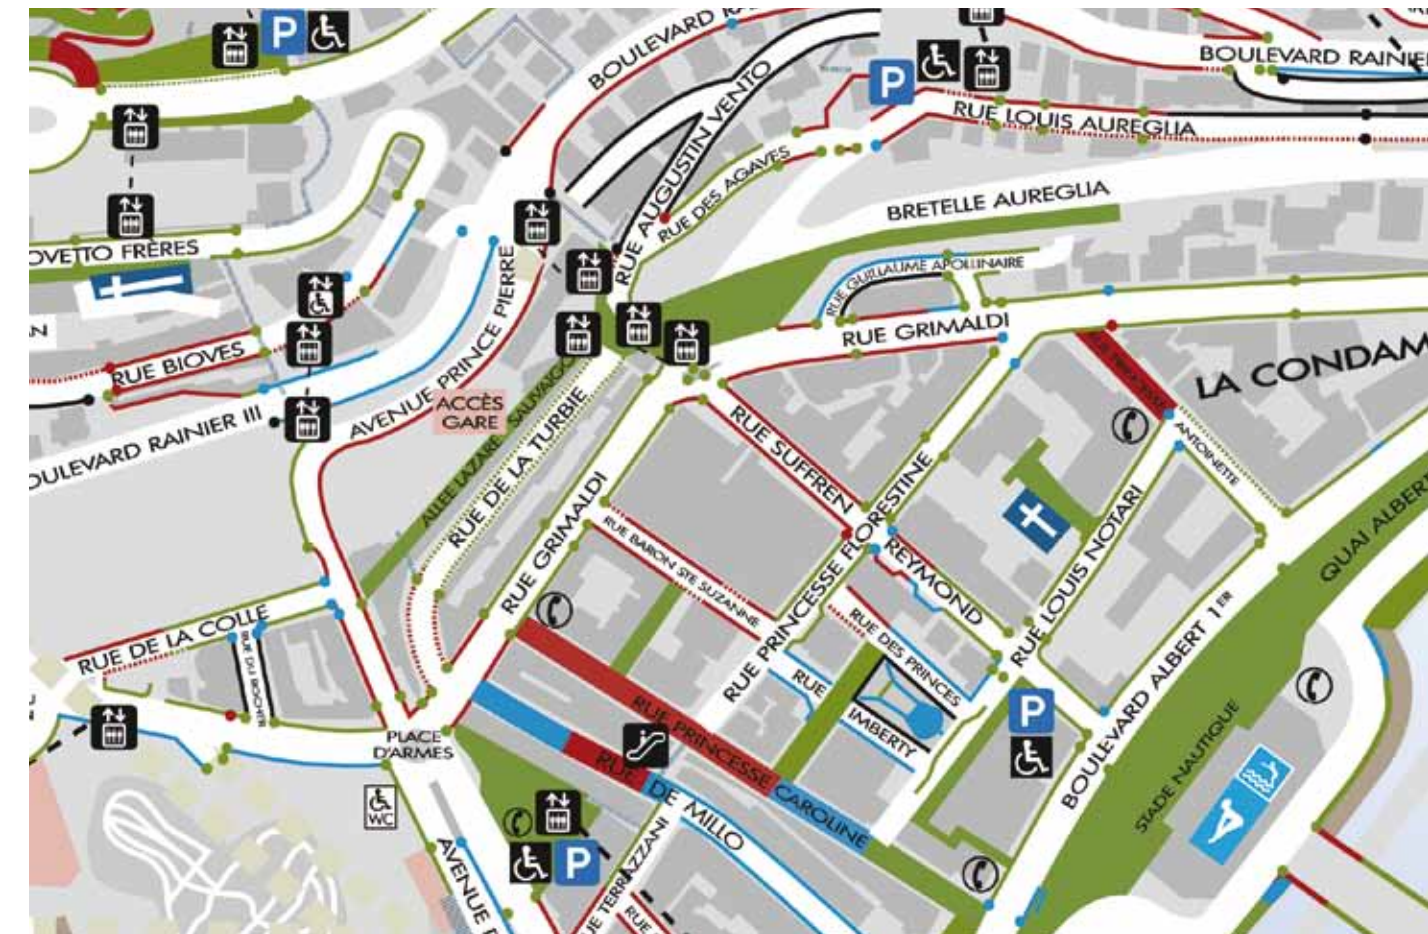 P
BOULEVARD RAINIE
BOULEVARD R
RUE LOUIS AUREGLIA
P
RUE AUGUSTIN VENTO
RUE DES AGAVES
BRETELLE AUREGLIA
OVETTO FRÈRES
RUE GUILLAUME APOLLINAIRE
RUE GRIMALDI
AVENUE PRINCE PIERRE
RUE BIOVES
LA CONDAM
ACCÈS
GARE
OULEVARD RAINIER III
ALLEE LAZARE SAUVAIGO
RUE DE LA TURBIE
RUE SUFFREN
REYMOND
ANTOINETTE
RUE GRIMALDI
RUE BARON STE SUZANNE
RUE PRINCESSE FLORESTINE
RUE LOUIS NOTARI
QUAI ALBERT
RUE DE LA COLLE
RUE DU ROCHER
RUE DES PRINCES
RUE
IMBERTY
BOULEVARD ALBERT 1ER
P
STADE NAUTIQUE
PLACE
D'ARMES
RUE PRINCESSE CAROLINE
RUE DE MILLO
WC
P
AVENUE
UE TERRAZZANI
RUE